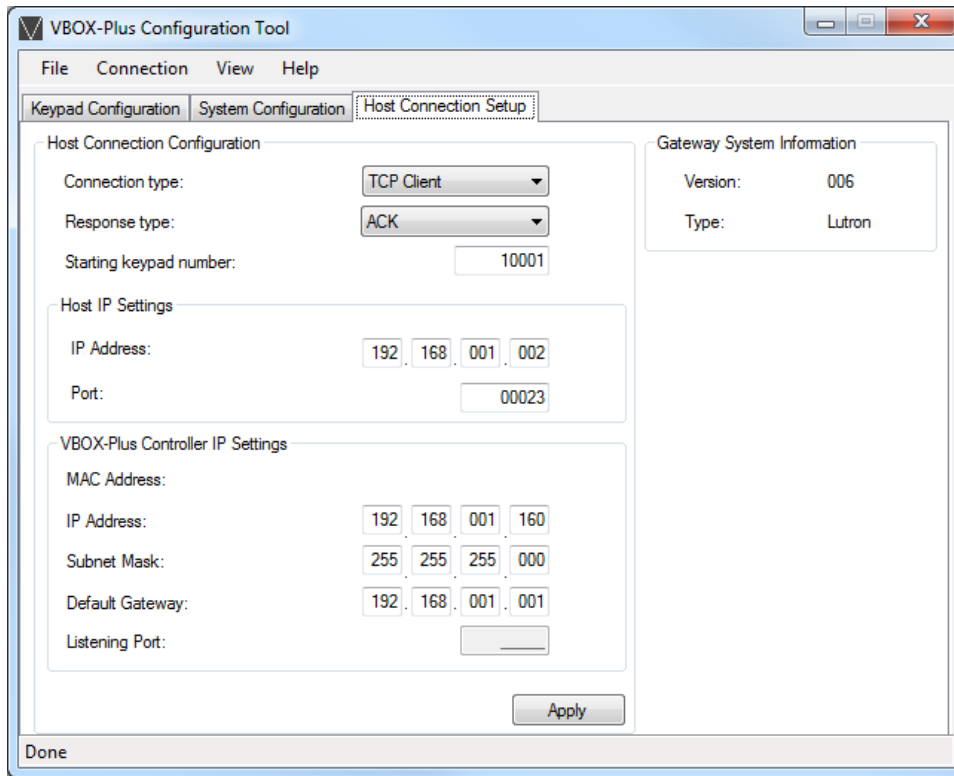 VBOX-Plus Configuration Tool
File Connection View Help
Keypad Configuration System Configuration Host Connection Setup
Host Connection Configuration
Connection type: TCP Client
Response type: ACK
Starting keypad number: 10001
Host IP Settings
IP Address: 192 . 168 . 001 . 002
Port: 00023
VBOX-Plus Controller IP Settings
MAC Address:
IP Address: 192 . 168 . 001 . 160
Subnet Mask: 255 . 255 . 255 . 000
Default Gateway: 192 . 168 . 001 . 001
Listening Port: _____
Apply
Gateway System Information
Version: 006
Type: Lutron
Done